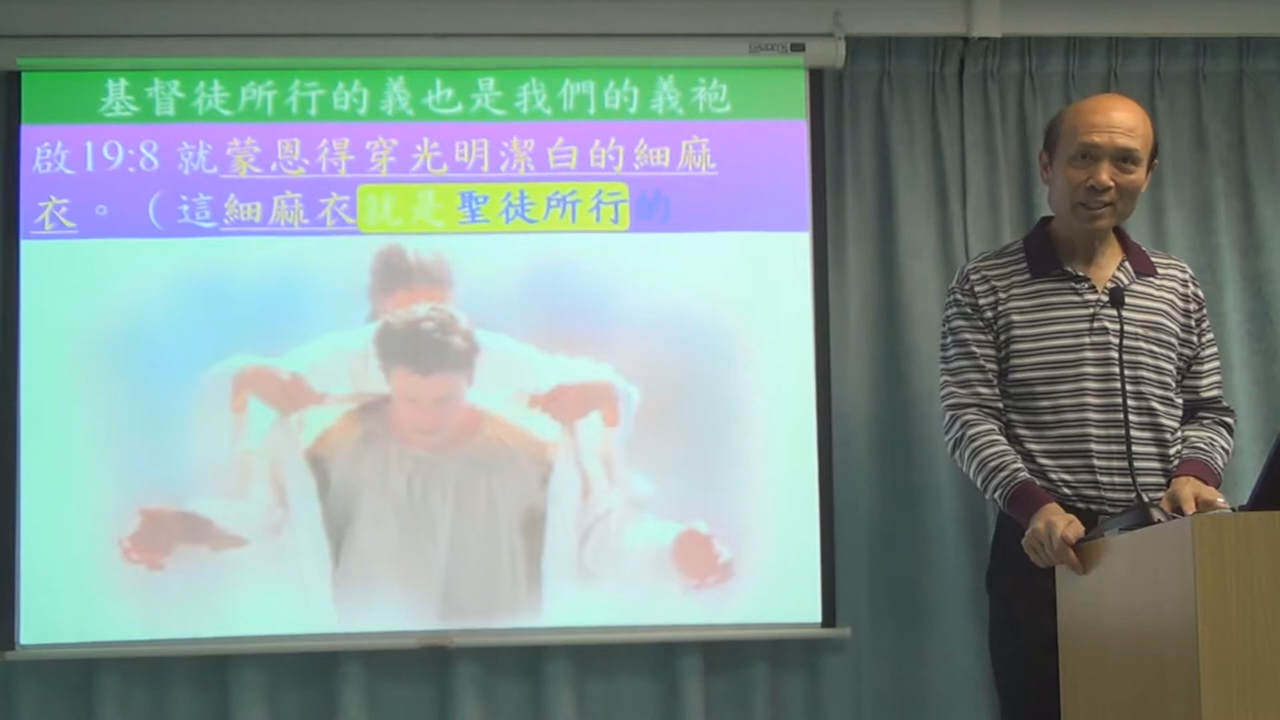 基督徒所行的義也是我們的義袍
啟19:8 就蒙恩得穿光明潔白的細麻
衣。（這細麻衣就是聖徒所行的